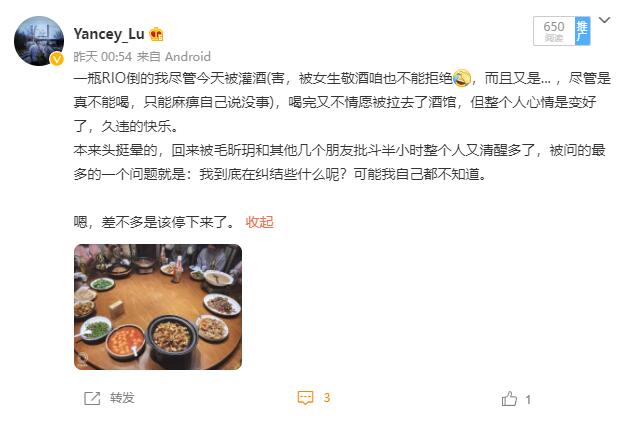 Yancey_Lu
650
阅读
推广
昨天 00:54 来自 Android
一瓶RIO倒的我尽管今天被灌酒(害，被女生敬酒咱也不能拒绝，而且又是...，尽管是
真不能喝，只能麻痹自己说没事)，喝完又不情愿被拉去了酒馆，但整个人心情是变好
了，久违的快乐。
本来头挺晕的，回来被毛昕玥和其他几个朋友批斗半小时整个人又清醒多了，被问的最
多的一个问题就是：我到底在纠结些什么呢？可能我自己都不知道。
嗯，差不多是该停下来了。 收起
转发
3
1